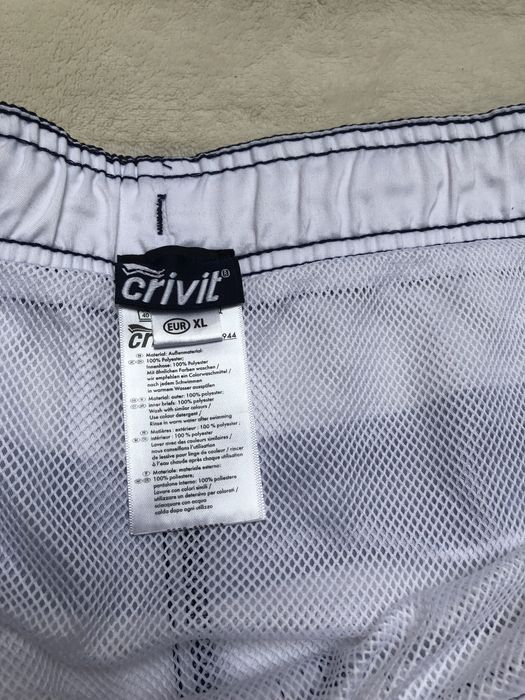 crivit®
EUR XL
40
cr
944
Material: Außenmaterial:
100% Polyester;
Innenhose: 100% Polyester
Mit ähnlichen Farben waschen /
wir empfehlen ein Colorwaschmittel /
nach jedem Schwimmen
in warmem Wasser ausspülen
Material: outer: 100% polyester;
inner briefs: 100% polyester
Wash with similar colours /
Use colour detergent /
Rinse in warm water after swimming
Matières: extérieur: 100 % polyester ;
intérieur : 100 % polyester
Laver avec des couleurs similaires /
nous conseillons d'utiliser
de lessive pour linge de couleur / rincer
à l'eau chaude après chaque utilisation
Materiale: materiale esterno:
100% poliestere;
pantalone interno: 100% poliestere
Lavare con colori simili /
utilizzare un detersivo per colorati /
sciacquare con acqua
calda dopo ogni utilizzo